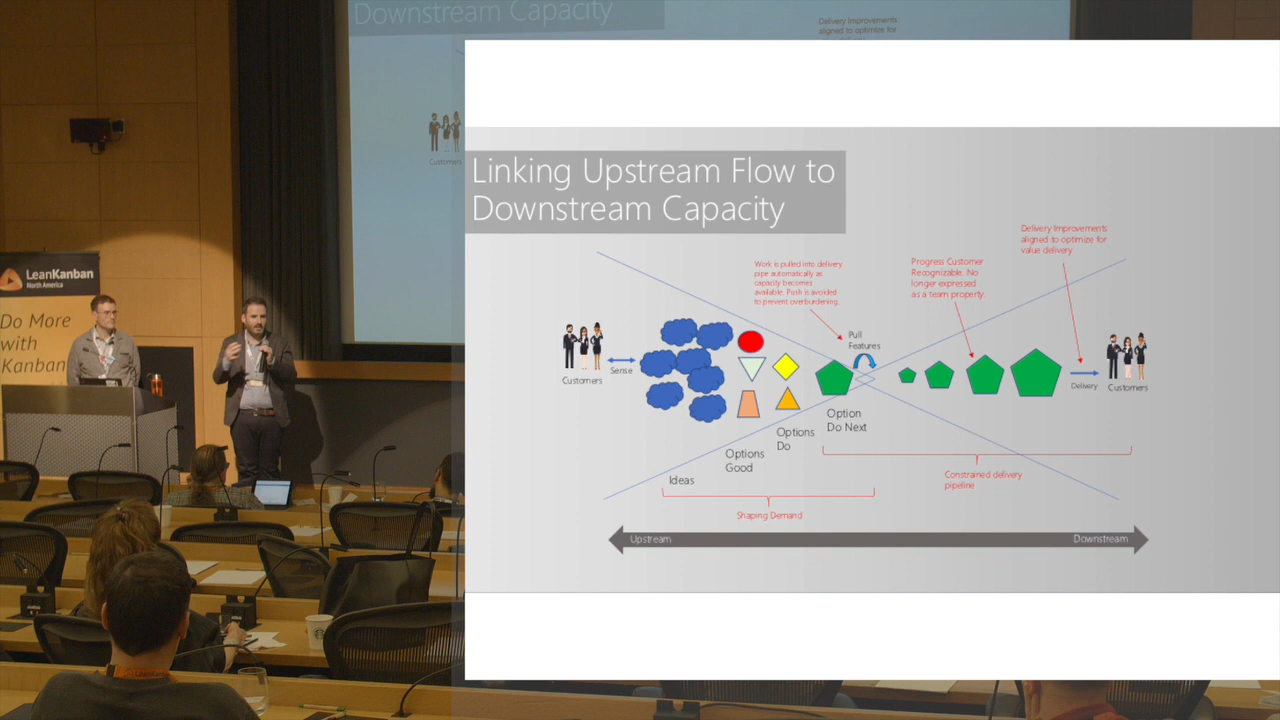 Downstream Capacity
Delivery Improvements
aligned to optimize for
Customers
LeanKanban
North America
Do More
with
Kanban
Linking Upstream Flow to
Downstream Capacity
Delivery Improvements
aligned to optimize for
value delivery
Work is pulled into delivery
pipe automatically as
capacity becomes
available. Push is avoided
to prevent overburdening.
Progress Customer
Recognizable. No
longer expressed
as a team property.
Pull
Features
Customers
Sense
Delivery
Customers
Option
Do Next
Options
Do
Options
Good
Ideas
Constrained delivery
pipeline
Shaping Demand
Upstream
Downstream